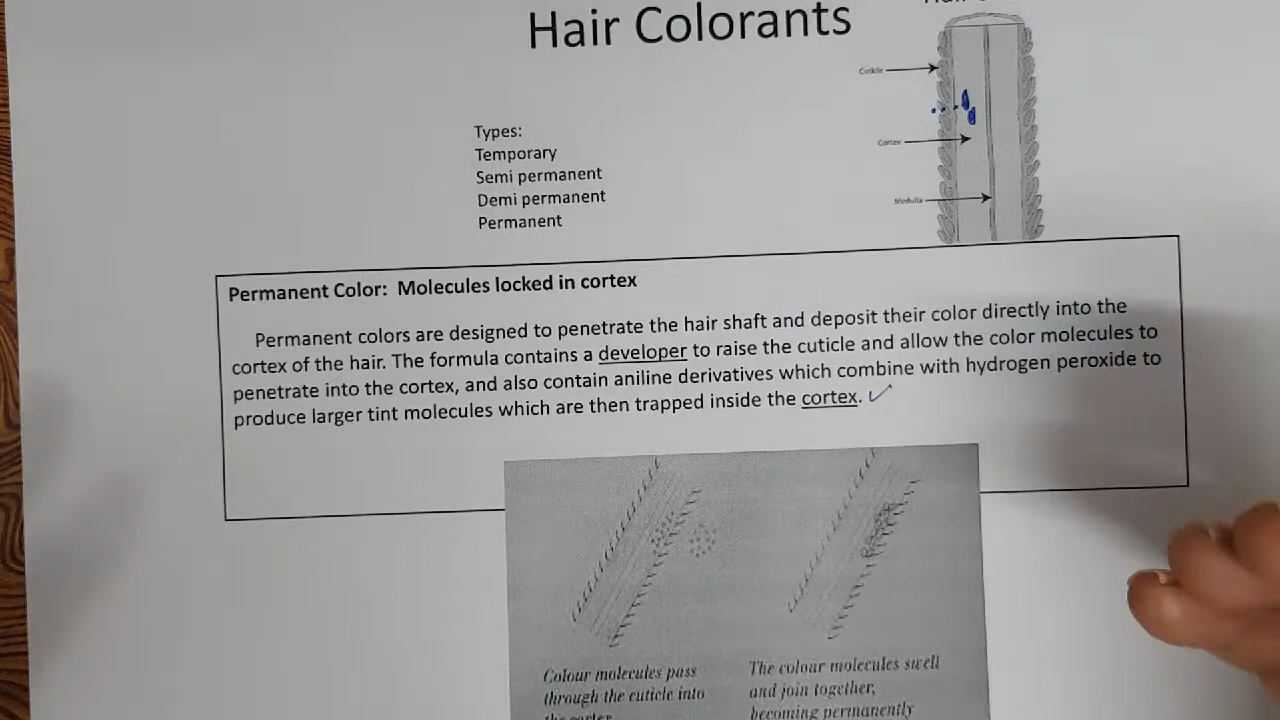 Hair Colorants
Cuticle
Cortex
Medulla
Types:
Temporary
Semi permanent
Demi permanent
Permanent
Permanent Color: Molecules locked in cortex
Permanent colors are designed to penetrate the hair shaft and deposit their color directly into the
cortex of the hair. The formula contains a developer to raise the cuticle and allow the color molecules to
penetrate into the cortex, and also contain aniline derivatives which combine with hydrogen peroxide to
produce larger tint molecules which are then trapped inside the cortex.
Colour molecules pass
through the cuticle into
the cortex
The colour molecules swell
and join together,
becoming permanently